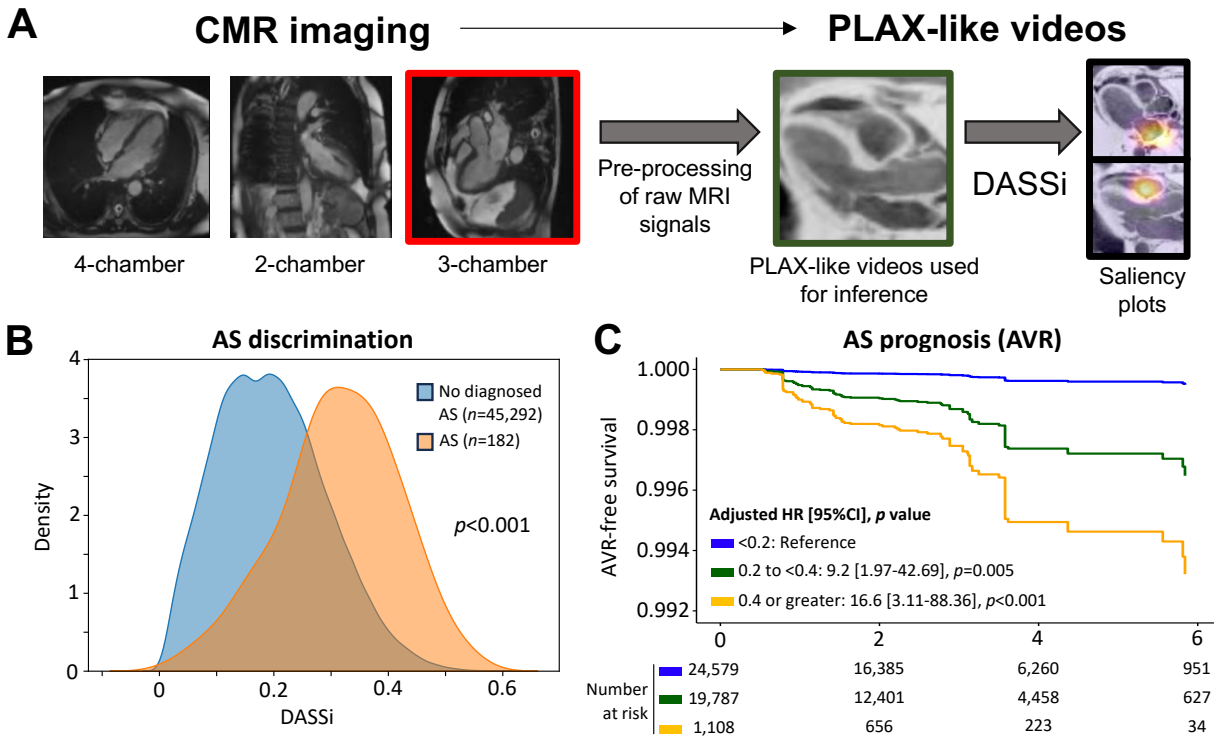 A
CMR imaging
PLAX-like videos
4-chamber
2-chamber
3-chamber
Pre-processing
of raw MRI
signals
PLAX-like videos used
for inference
DASSi
Saliency
plots
B
AS discrimination
4
3
2
1
0
Density
No diagnosed
AS (n=45,292)
AS (n=182)
p<0.001
0
0.2
0.4
0.6
DASSi
C
AS prognosis (AVR)
1.000
0.998
0.996
0.994
0.992
AVR-free survival
Adjusted HR [95%CI], p value
<0.2: Reference
0.2 to <0.4: 9.2 [1.97-42.69], p=0.005
0.4 or greater: 16.6 [3.11-88.36], p<0.001
0
2
4
6
Number
at risk
24,579 16,385 6,260 951
19,787 12,401 4,458 627
1,108 656 223 34